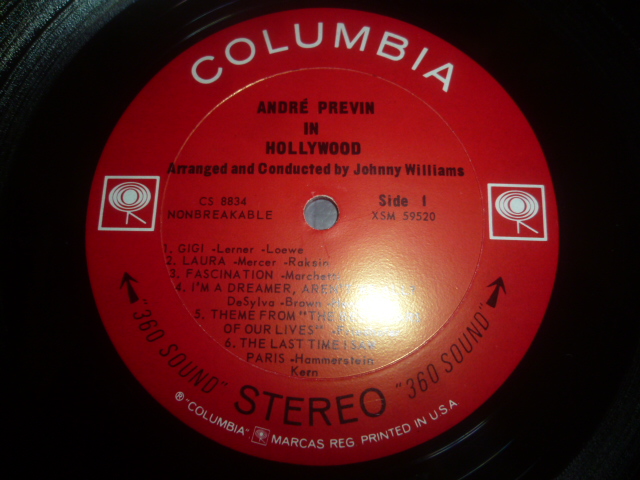 COLUMBIA
ANDRÉ PREVIN
IN
HOLLYWOOD
Arranged and Conducted by Johnny Williams
CS 8834
NONBREAKABLE
Side 1
XSM 59520
1. GIGI -Lerner -Loewe
2. LAURA -Mercer -Raksin
3. FASCINATION -Marchetti
4. I'M A DREAMER,
DeSylva -Brown
5. THEME FROM "THE
OF OUR LIVES"
6. THE LAST TIME I SAW
PARIS -Hammerstein
Kern
"360 SOUND" STEREO "360 SOUND"
® "COLUMBIA" MARCAS REG. PRINTED IN U.S.A.